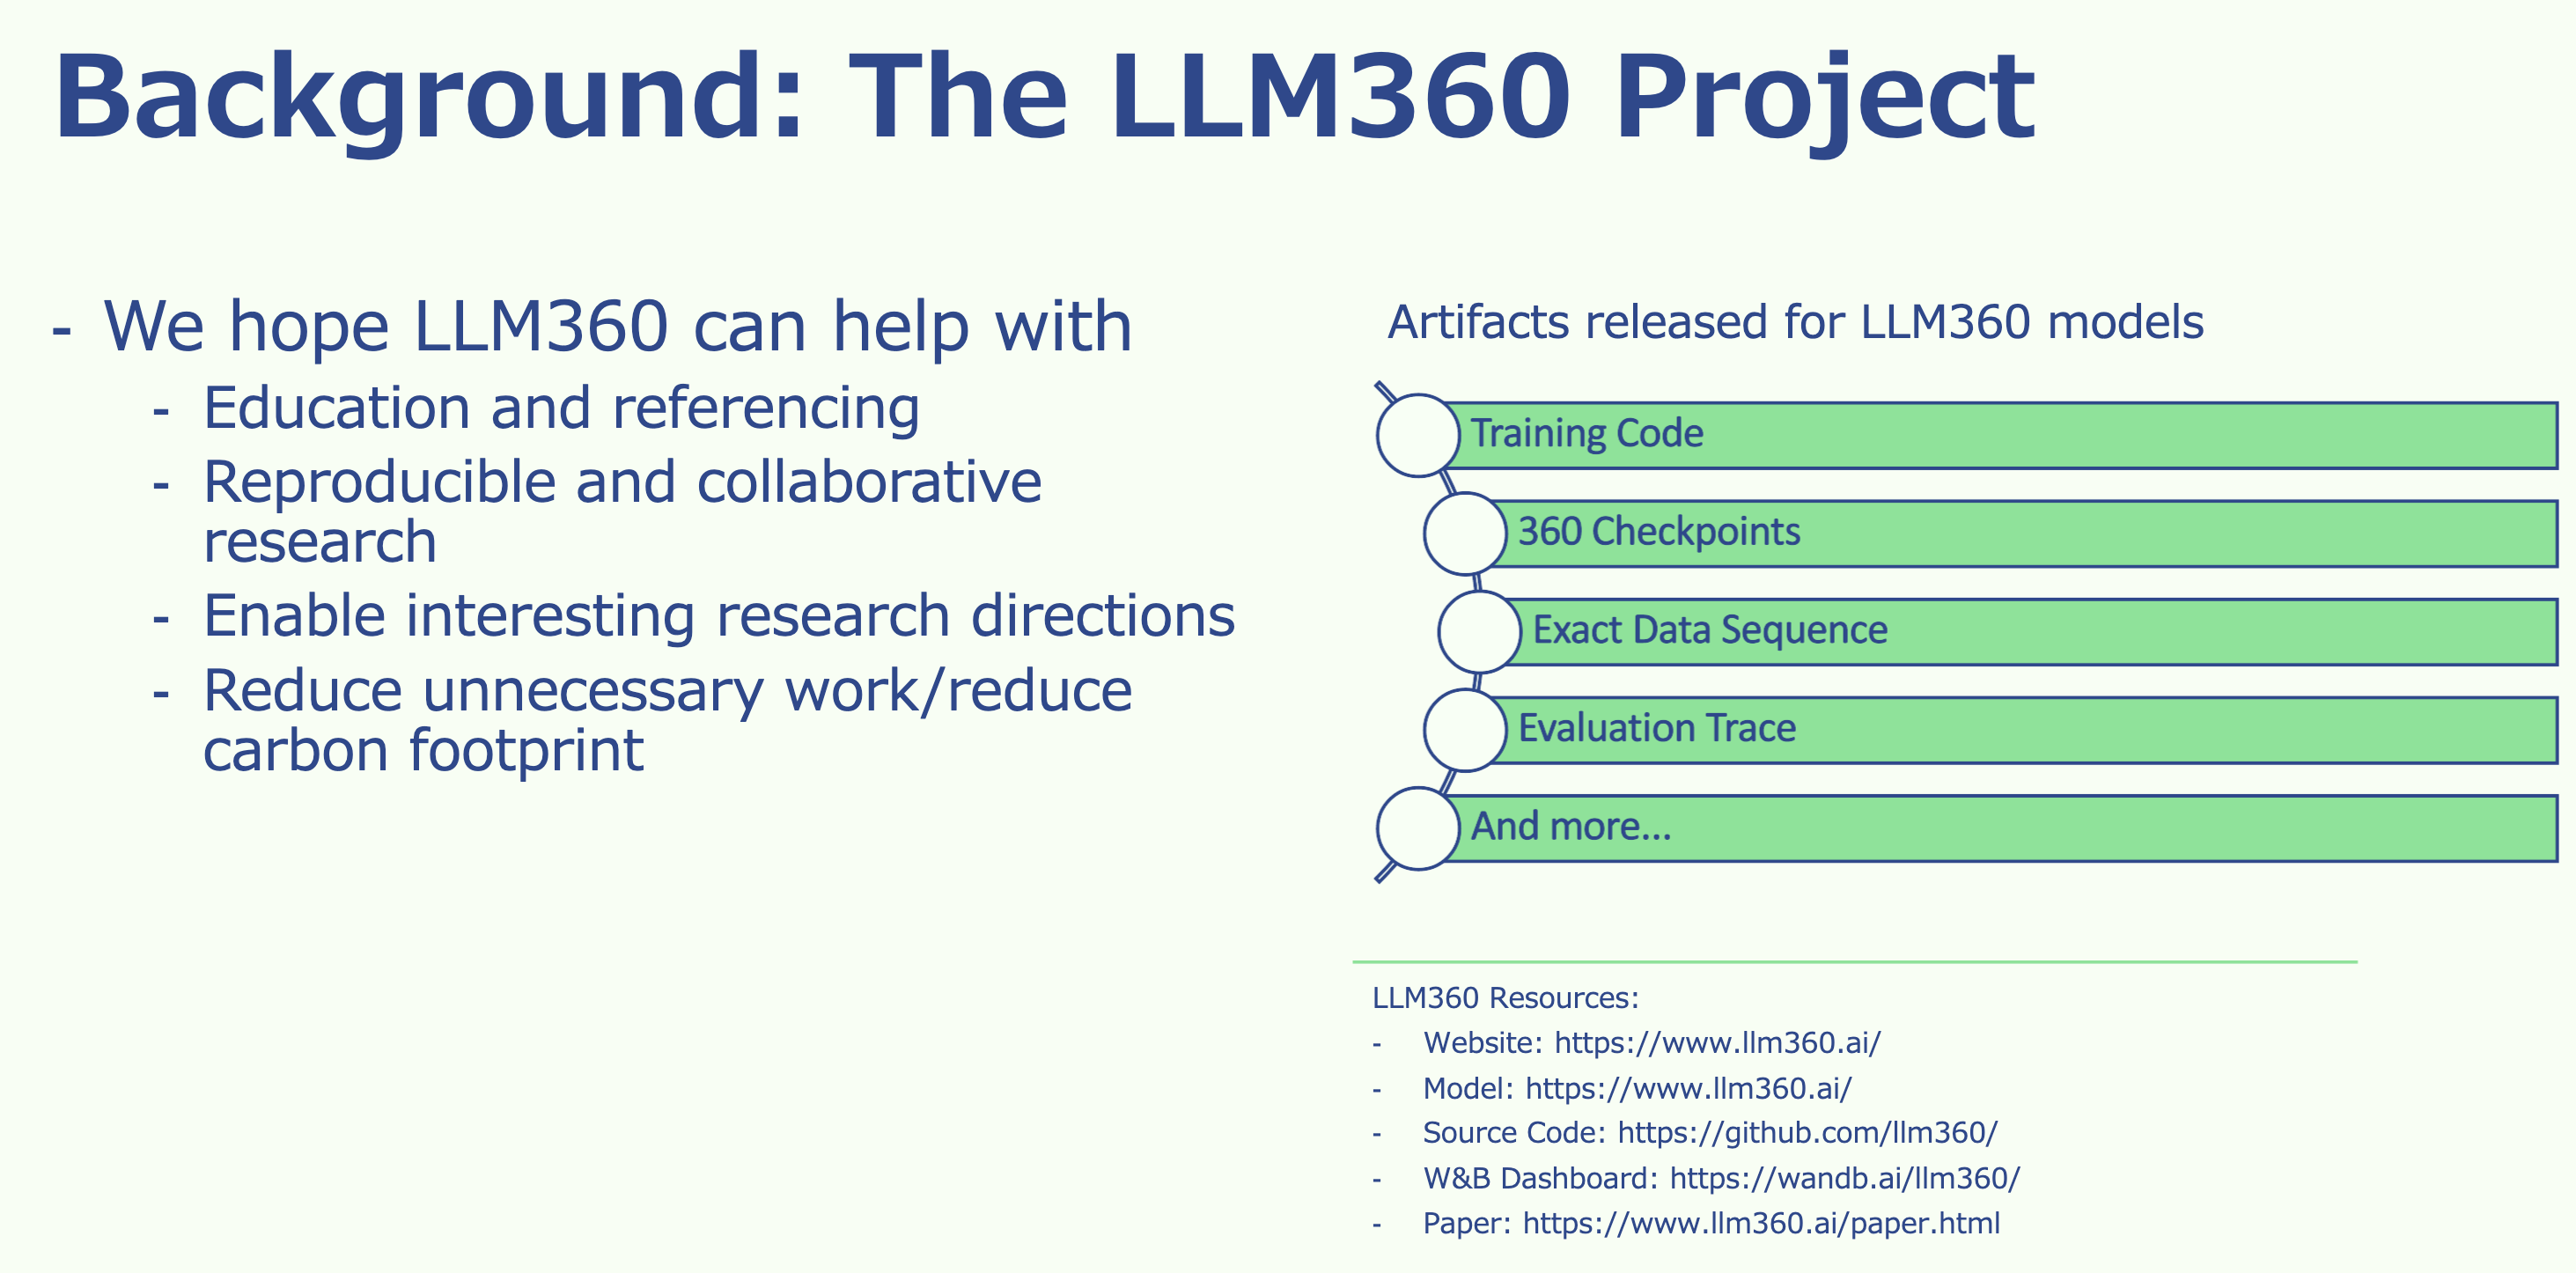 Background: The LLM360 Project
- We hope LLM360 can help with
- Education and referencing
- Reproducible and collaborative
research
- Enable interesting research directions
- Reduce unnecessary work/reduce
carbon footprint
Artifacts released for LLM360 models
Training Code
360 Checkpoints
Exact Data Sequence
Evaluation Trace
And more...
LLM360 Resources:
- Website: https://www.llm360.ai/
- Model: https://www.llm360.ai/
- Source Code: https://github.com/llm360/
- W&B Dashboard: https://wandb.ai/llm360/
- Paper: https://www.llm360.ai/paper.html